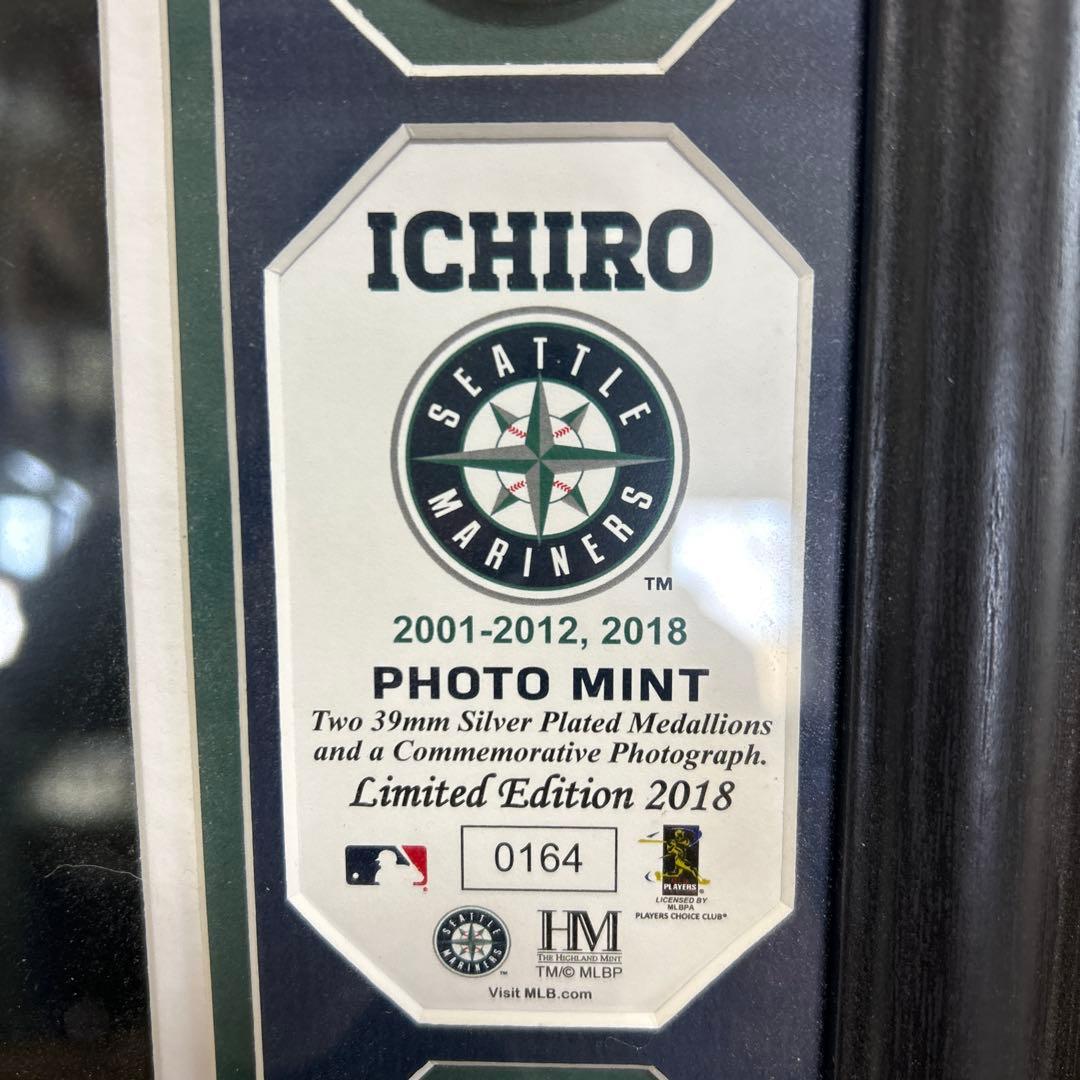 ICHIRO
SEATTLE
MARINERS
TM
2001-2012, 2018
PHOTO MINT
Two 39mm Silver Plated Medallions
and a Commemorative Photograph.
Limited Edition 2018
0164
PLAYERS
LICENSED BY
MLBPA
PLAYERS CHOICE CLUB®
SEATTLE
MARINERS
TM
HM
THE HIGHLAND MINT
TM/© MLBP
Visit MLB.com